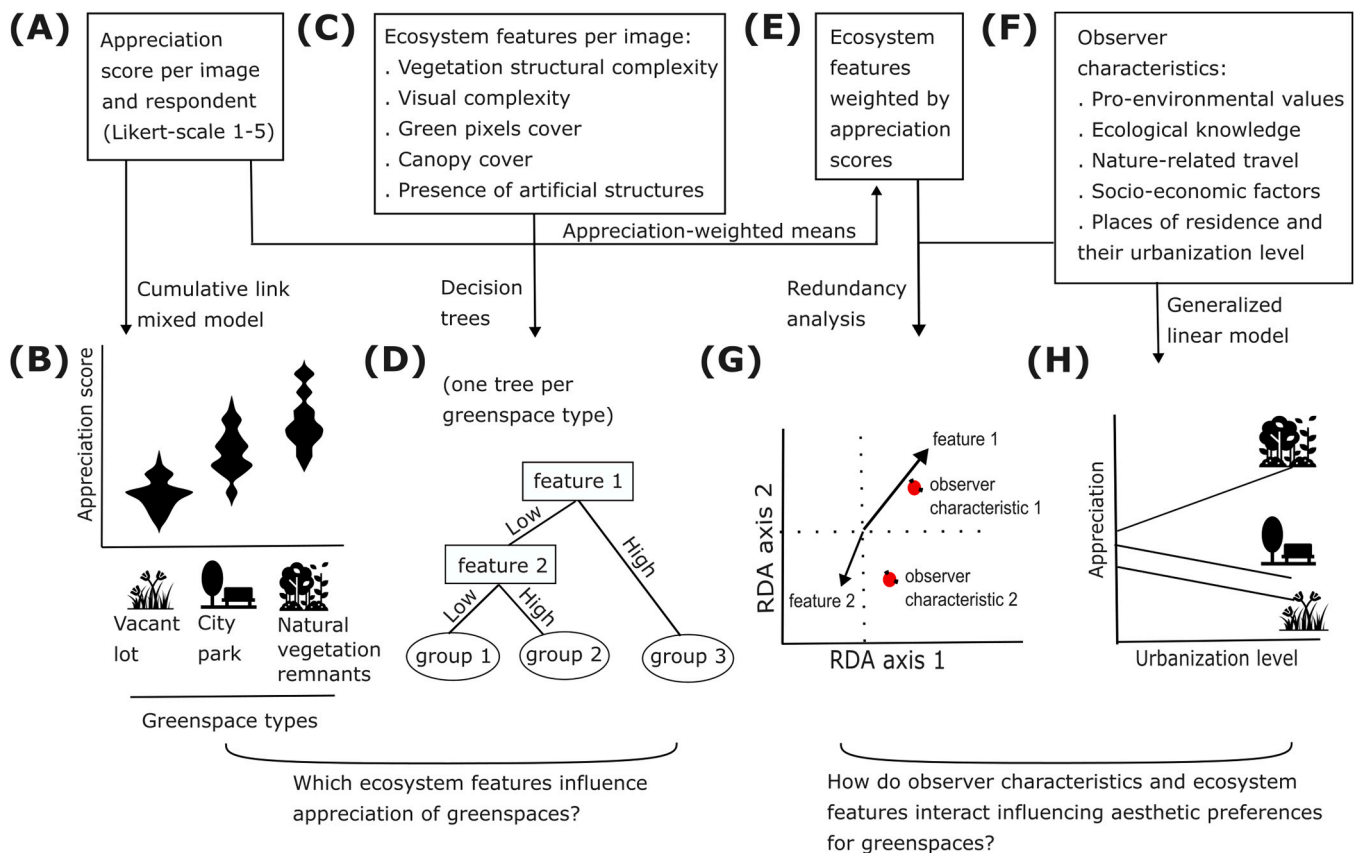 (A)
Appreciation
score per image
and respondent
(Likert-scale 1-5)
(C)
Ecosystem features per image:
. Vegetation structural complexity
. Visual complexity
. Green pixels cover
. Canopy cover
. Presence of artificial structures
(E)
Ecosystem
features
weighted by
appreciation
scores
(F)
Observer
characteristics:
. Pro-environmental values
. Ecological knowledge
. Nature-related travel
. Socio-economic factors
. Places of residence and
their urbanization level
Appreciation-weighted means
Cumulative link
mixed model
Decision
trees
Redundancy
analysis
Generalized
linear model
(B)
Appreciation score
Vacant
lot
City
park
Natural
vegetation
remnants
Greenspace types
(D)
(one tree per
greenspace type)
feature 1
Low
High
feature 2
Low
High
group 1
group 2
group 3
(G)
RDA axis 2
feature 1
observer
characteristic 1
feature 2
observer
characteristic 2
RDA axis 1
(H)
Appreciation
Urbanization level
Which ecosystem features influence
appreciation of greenspaces?
How do observer characteristics and ecosystem
features interact influencing aesthetic preferences
for greenspaces?